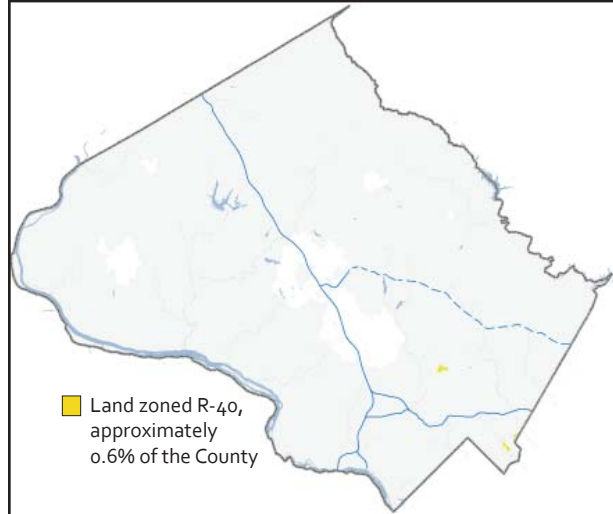 Land zoned R-40,
approximately
0.6% of the County